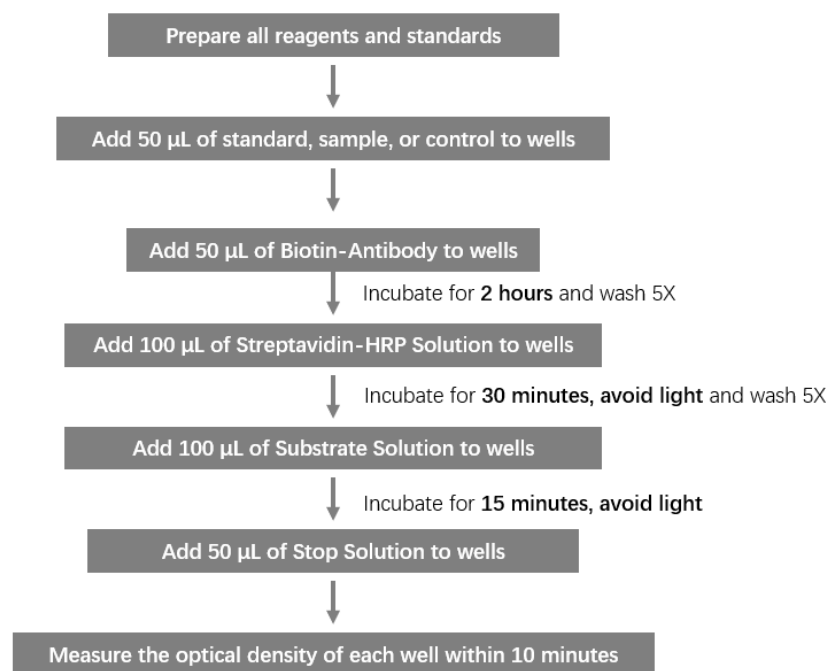 Prepare all reagents and standards
Add 50 μL of standard, sample, or control to wells
Add 50 μL of Biotin-Antibody to wells
Incubate for 2 hours and wash 5X
Add 100 μL of Streptavidin-HRP Solution to wells
Incubate for 30 minutes, avoid light and wash 5X
Add 100 μL of Substrate Solution to wells
Incubate for 15 minutes, avoid light
Add 50 μL of Stop Solution to wells
Measure the optical density of each well within 10 minutes